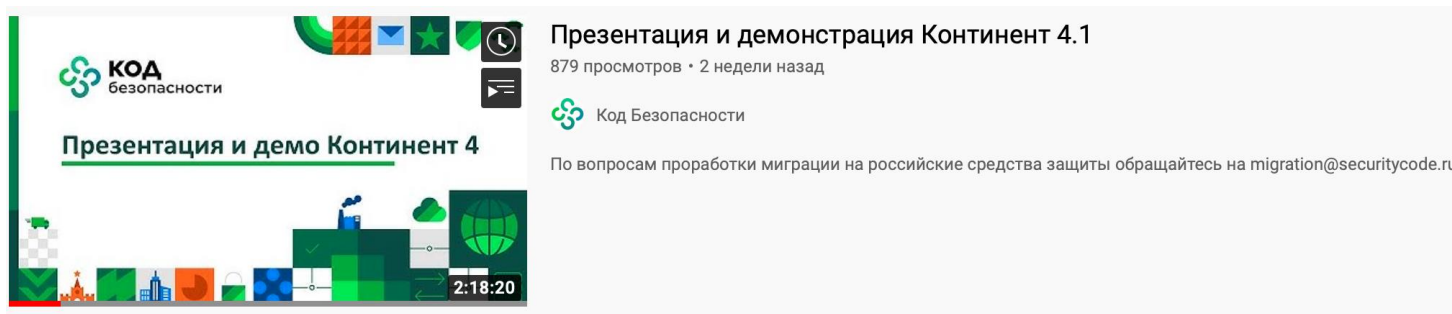 КОД
безопасности
Презентация и демо Континент 4
2:18:20
Презентация и демонстрация Континент 4.1
879 просмотров • 2 недели назад
Код Безопасности
По вопросам проработки миграции на российские средства защиты обращайтесь на migration@securitycode.ru